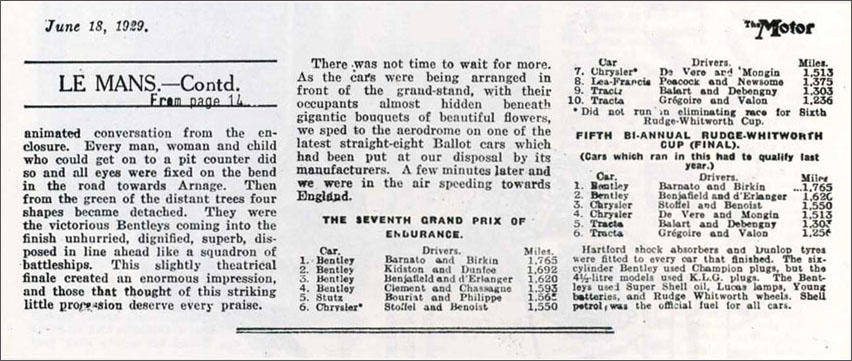 June 18, 1929.
The Motor
LE MANS.—Contd.
From page 14
animated conversation from the en-
closure. Every man, woman and child
who could get on to a pit counter did
so and all eyes were fixed on the bend
in the road towards Arnage. Then
from the green of the distant trees four
shapes became detached. They were
the victorious Bentleys coming into the
finish unhurried, dignified, superb, dis-
posed in line ahead like a squadron of
battleships. This slightly theatrical
finale created an enormous impression,
and those that thought of this striking
little procession deserve every praise.
There was not time to wait for more.
As the cars were being arranged in
front of the grand-stand, with their
occupants almost hidden beneath
gigantic bouquets of beautiful flowers,
we sped to the aerodrome on one of the
latest straight-eight Ballot cars which
had been put at our disposal by its
manufacturers. A few minutes later and
we were in the air speeding towards
England.
THE SEVENTH GRAND PRIX OF
ENDURANCE.
Car. Drivers. Miles.
1. Bentley Barnato and Birkin 1,765
2. Bentley Kidston and Dunfee 1,692
3. Bentley Benjafield and d'Erlanger 1,620
4. Bentley Clement and Chassagne 1,593
5. Stutz Bouriat and Philippe
6. Chrysler* Stoffel and Benoist 1,550
Car Drivers. Miles.
7. Chrysler* De Vere and Mongin 1,513
8. Lea-Francis Peacock and Newsome 1,375
9. Tracta Balart and Debengny 1,303
10. Tracta Grégoire and Valon 1,236
* Did not run in eliminating race for Sixth
Rudge-Whitworth Cup.
FIFTH BI-ANNUAL RUDGE-WHITWORTH
CUP (FINAL).
(Cars which ran in this had to qualify last
year.)
Car. Drivers. Miles
1. Bentley Barnato and Birkin ...1,765
2. Bentley Benjafield and d'Erlanger 1,620
3. Chrysler Stoffel and Benoist 1,550
4. Chrysler De Vere and Mongin 1,513
5. Tracta Balart and Debengny 1,303
6. Tracta Grégoire and Valon
Hartford shock absorbers and Dunlop tyres
were fitted to every car that finished. The six-
cylinder Bentley used Champion plugs, but the
4½-litre models used K.L.G. plugs. The Bent-
leys used Super Shell oil, Lucas lamps, Young
batteries, and Rudge Whitworth wheels. Shell
petrol was the official fuel for all cars.